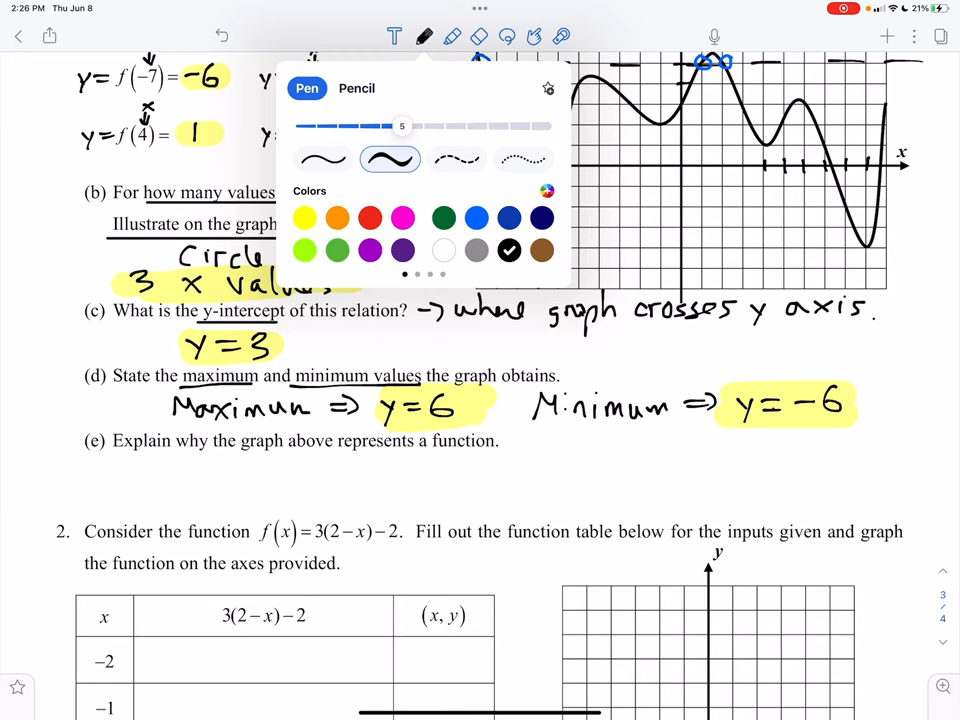 2:26 PM Thu Jun 8
21%
T
y = f(−7) = −6
y
x
y = f(4) = 1
y
Pen
Pencil
5
Colors
x
(b) For how many values
Illustrate on the graph
Circle
3 x values
(c) What is the y-intercept of this relation? → where graph crosses y axis.
y = 3
(d) State the maximum and minimum values the graph obtains.
Maximum ⇒ y = 6 Minimum ⇒ y = −6
(e) Explain why the graph above represents a function.
2. Consider the function f(x) = 3(2 − x) − 2. Fill out the function table below for the inputs given and graph
the function on the axes provided.
y
x 3(2 − x) − 2 (x, y)
−2
−1
3
/
4